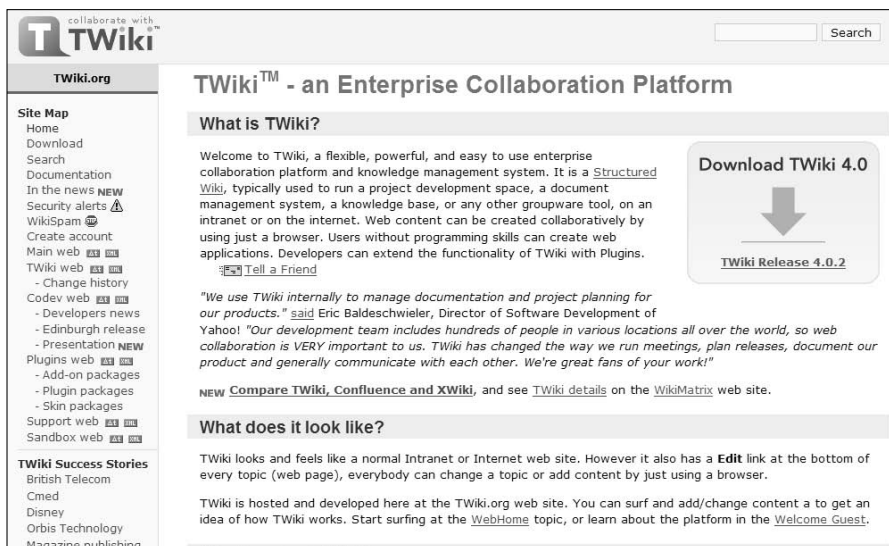 collaborate with
TWiki™
Search
TWiki.org
Site Map
Home
Download
Search
Documentation
In the news NEW
Security alerts
WikiSpam
Create account
Main web
TWiki web
- Change history
Codev web
- Developers news
- Edinburgh release
- Presentation NEW
Plugins web
- Add-on packages
- Plugin packages
- Skin packages
Support web
Sandbox web
TWiki Success Stories
British Telecom
Cmed
Disney
Orbis Technology
Magazine publishing
TWiki™ - an Enterprise Collaboration Platform
What is TWiki?
Welcome to TWiki, a flexible, powerful, and easy to use enterprise
collaboration platform and knowledge management system. It is a Structured
Wiki, typically used to run a project development space, a document
management system, a knowledge base, or any other groupware tool, on an
intranet or on the internet. Web content can be created collaboratively by
using just a browser. Users without programming skills can create web
applications. Developers can extend the functionality of TWiki with Plugins.
Tell a Friend
Download TWiki 4.0
TWiki Release 4.0.2
"We use TWiki internally to manage documentation and project planning for
our products." said Eric Baldeschwieler, Director of Software Development of
Yahoo! "Our development team includes hundreds of people in various locations all over the world, so web
collaboration is VERY important to us. TWiki has changed the way we run meetings, plan releases, document our
product and generally communicate with each other. We're great fans of your work!"
NEW Compare TWiki, Confluence and XWiki, and see TWiki details on the WikiMatrix web site.
What does it look like?
TWiki looks and feels like a normal Intranet or Internet web site. However it also has a Edit link at the bottom of
every topic (web page), everybody can change a topic or add content by just using a browser.
TWiki is hosted and developed here at the TWiki.org web site. You can surf and add/change content a to get an
idea of how TWiki works. Start surfing at the WebHome topic, or learn about the platform in the Welcome Guest.